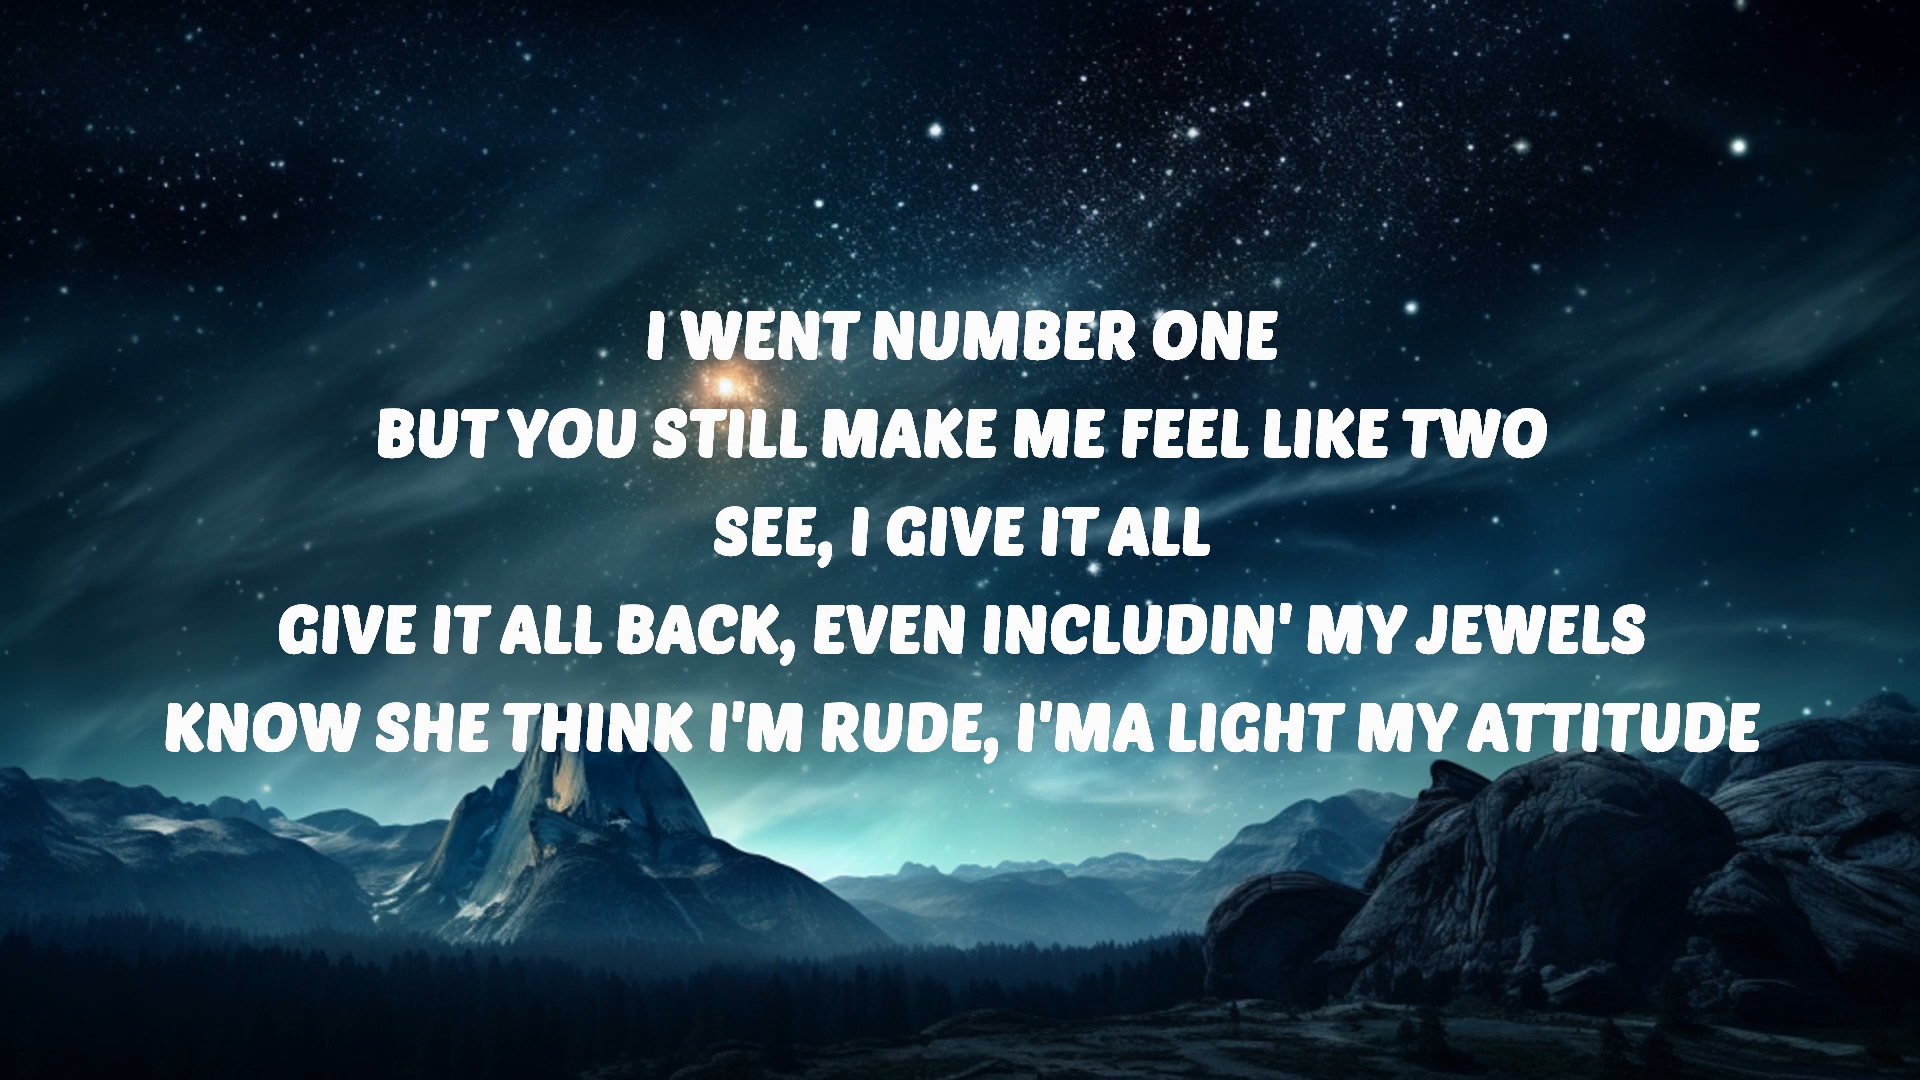 I WENT NUMBER ONE
BUT YOU STILL MAKE ME FEEL LIKE TWO
SEE, I GIVE IT ALL
GIVE IT ALL BACK, EVEN INCLUDIN' MY JEWELS
KNOW SHE THINK I'M RUDE, I'MA LIGHT MY ATTITUDE